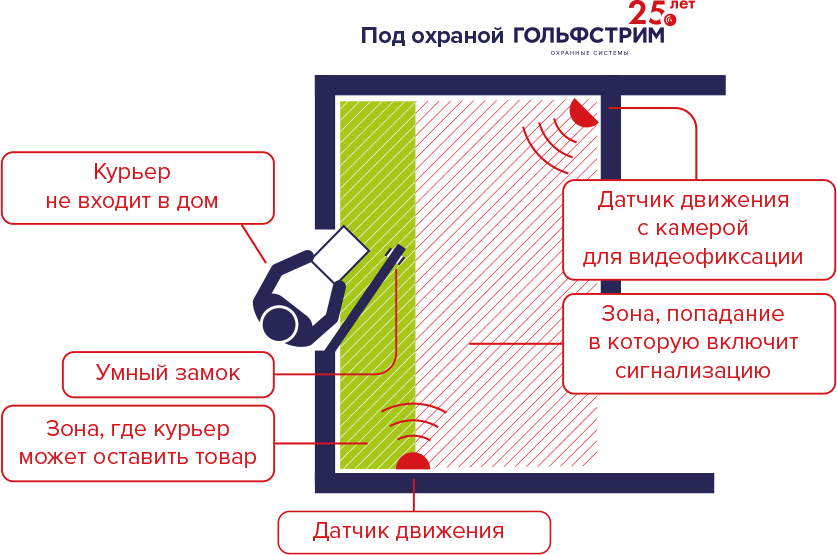 25 лет
Под охраной ГОЛЬФСТРИМ
ОХРАННЫЕ СИСТЕМЫ
Курьер
не входит в дом
Датчик движения
с камерой
для видеофиксации
Зона, попадание
в которую включит
сигнализацию
Умный замок
Зона, где курьер
может оставить товар
Датчик движения